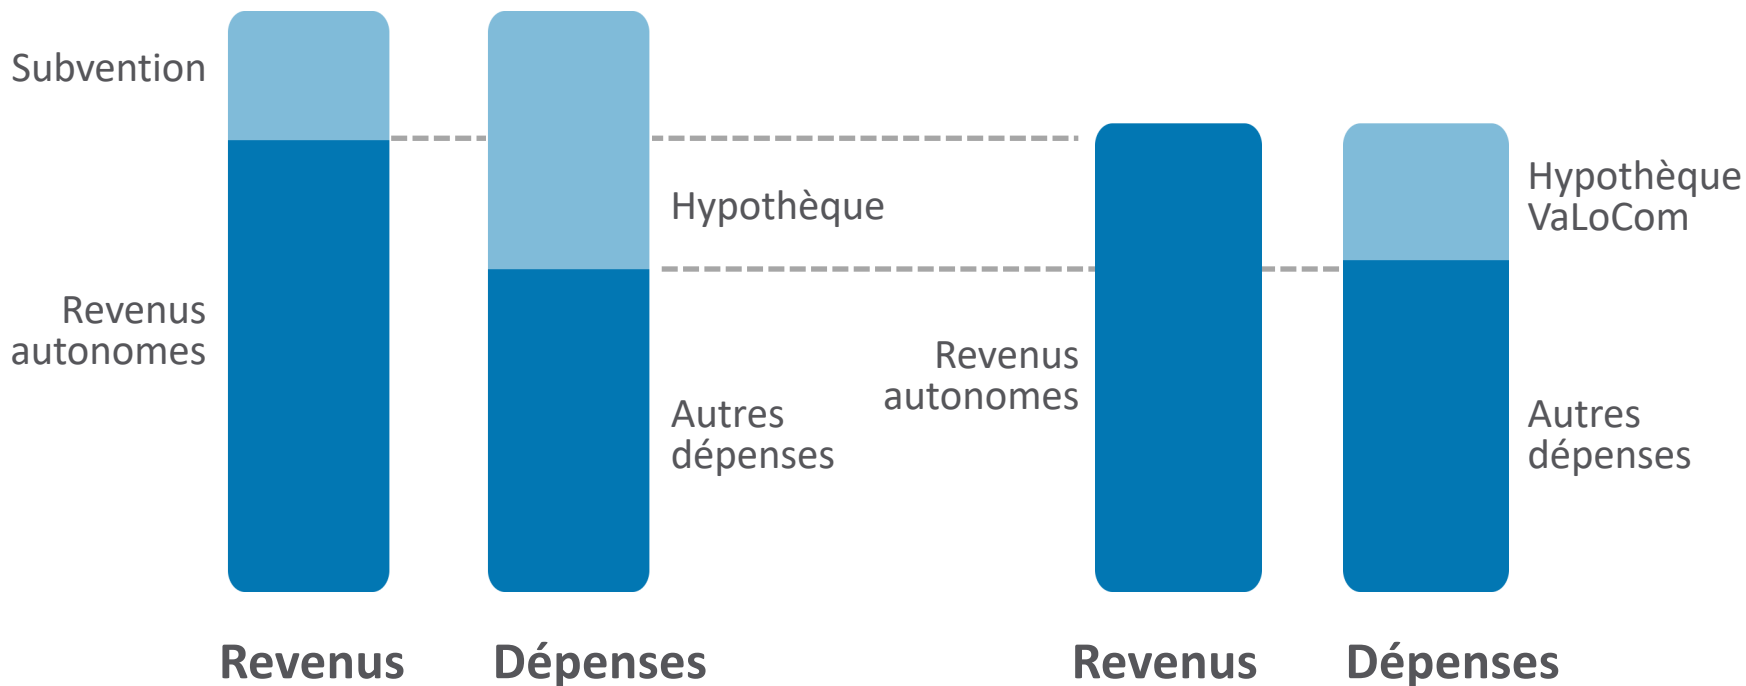 Subvention
Revenus
autonomes
Hypothèque
Autres
dépenses
Revenus
autonomes
Hypothèque
VaLoCom
Autres
dépenses
Revenus
Dépenses
Revenus
Dépenses